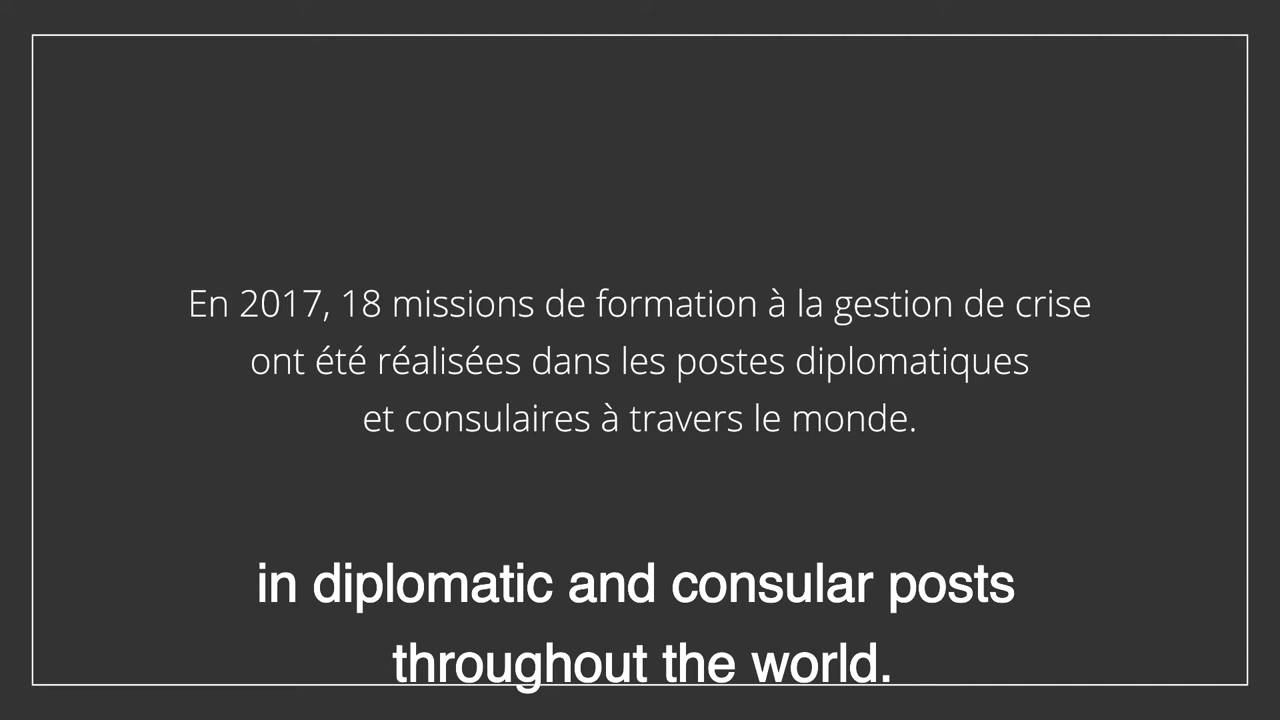 En 2017, 18 missions de formation à la gestion de crise
ont été réalisées dans les postes diplomatiques
et consulaires à travers le monde.
in diplomatic and consular posts
throughout the world.